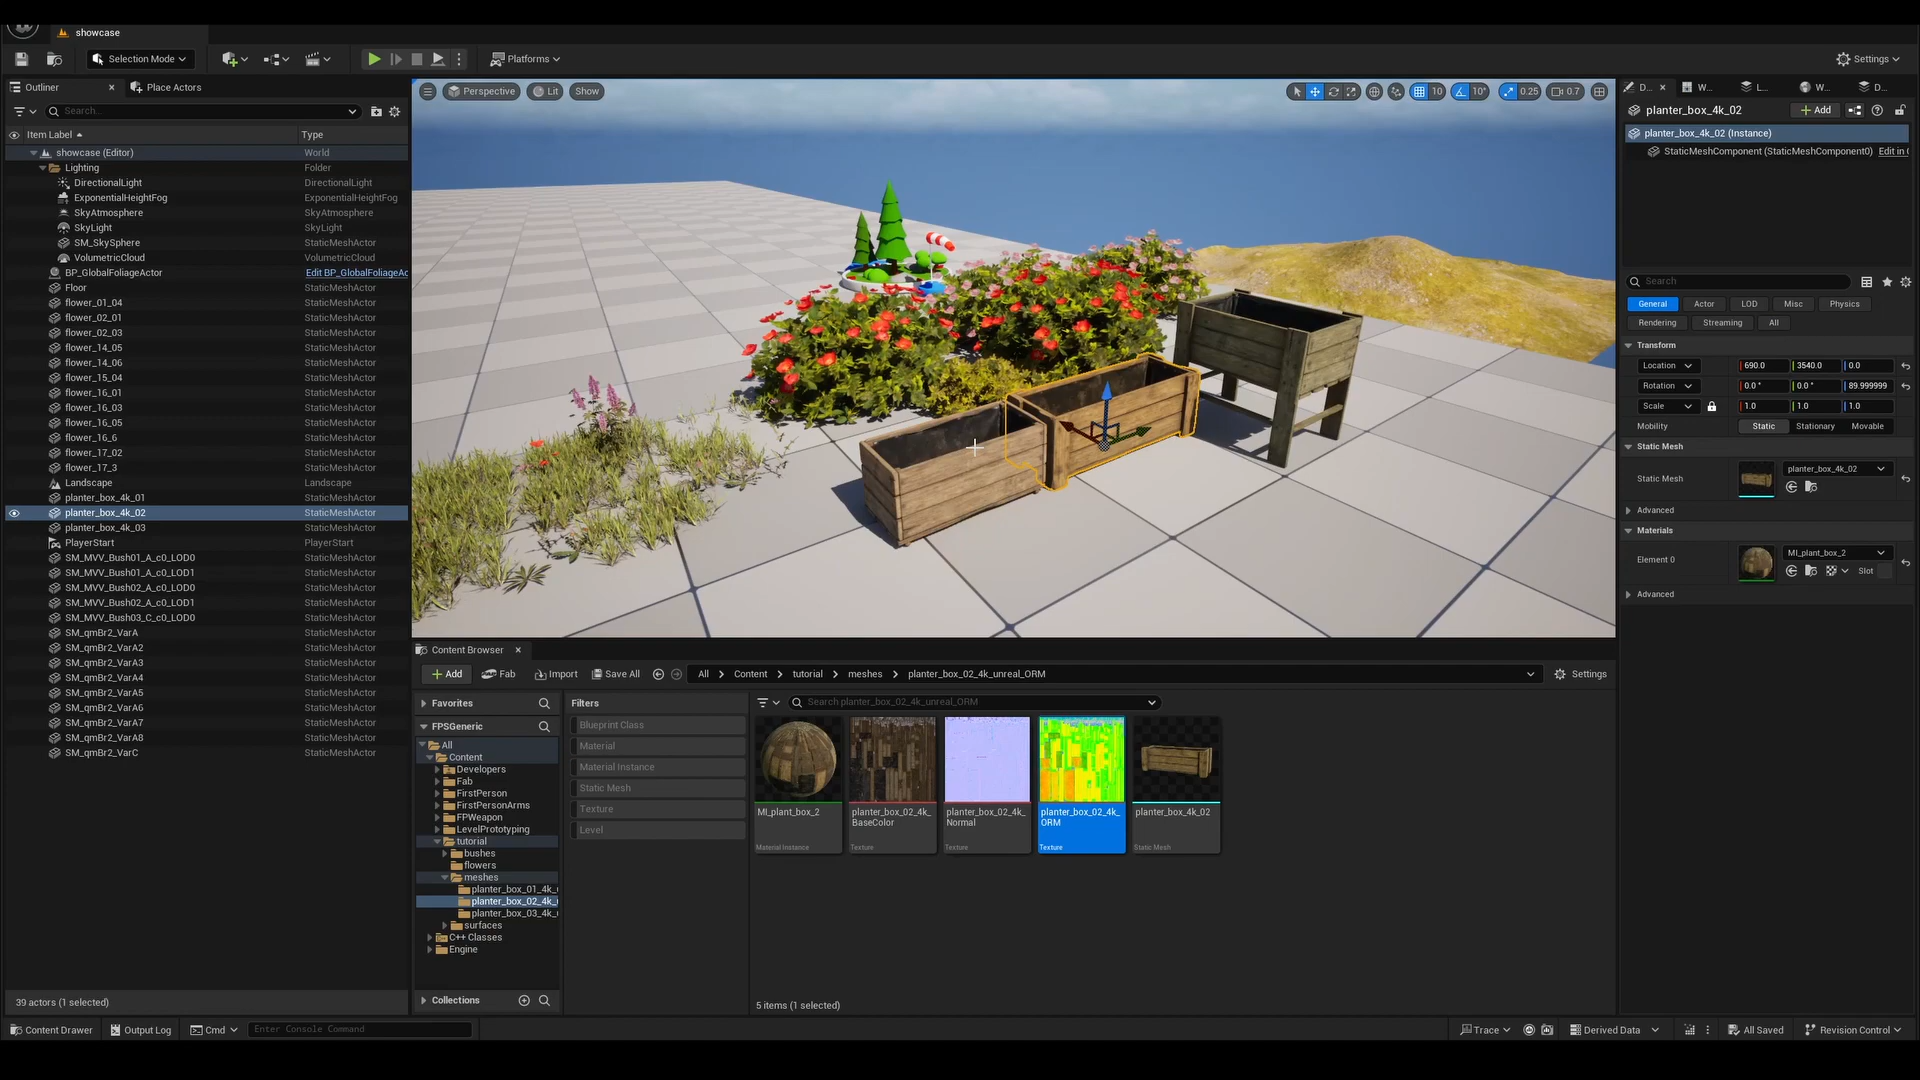 showcase
Selection Mode
Platforms
Settings
Outliner
Place Actors
Search...
Item Label
Type
showcase (Editor)
World
Lighting
Folder
DirectionalLight
DirectionalLight
ExponentialHeightFog
ExponentialHeightFog
SkyAtmosphere
SkyAtmosphere
SkyLight
SkyLight
SM_SkySphere
StaticMeshActor
VolumetricCloud
VolumetricCloud
BP_GlobalFoliageActor
Edit BP_GlobalFoliageAc
Floor
StaticMeshActor
flower_01_04
StaticMeshActor
flower_02_01
StaticMeshActor
flower_02_03
StaticMeshActor
flower_14_05
StaticMeshActor
flower_14_06
StaticMeshActor
flower_15_04
StaticMeshActor
flower_16_01
StaticMeshActor
flower_16_03
StaticMeshActor
flower_16_05
StaticMeshActor
flower_16_6
StaticMeshActor
flower_17_02
StaticMeshActor
flower_17_3
StaticMeshActor
Landscape
Landscape
planter_box_4k_01
StaticMeshActor
planter_box_4k_02
StaticMeshActor
planter_box_4k_03
StaticMeshActor
PlayerStart
PlayerStart
SM_MVV_Bush01_A_c0_LOD0
StaticMeshActor
SM_MVV_Bush01_A_c0_LOD1
StaticMeshActor
SM_MVV_Bush02_A_c0_LOD0
StaticMeshActor
SM_MVV_Bush02_A_c0_LOD1
StaticMeshActor
SM_MVV_Bush03_C_c0_LOD0
StaticMeshActor
SM_qmBr2_VarA
StaticMeshActor
SM_qmBr2_VarA2
StaticMeshActor
SM_qmBr2_VarA3
StaticMeshActor
SM_qmBr2_VarA4
StaticMeshActor
SM_qmBr2_VarA5
StaticMeshActor
SM_qmBr2_VarA6
StaticMeshActor
SM_qmBr2_VarA7
StaticMeshActor
SM_qmBr2_VarA8
StaticMeshActor
SM_qmBr2_VarC
StaticMeshActor
39 actors (1 selected)
Perspective
Lit
Show
10
10°
0.25
0.7
Content Browser
Add
Fab
Import
Save All
All
Content
tutorial
meshes
planter_box_02_4k_unreal_ORM
Settings
Favorites
FPSGeneric
All
Content
Developers
Fab
FirstPerson
FirstPersonArms
FPWeapon
LevelPrototyping
tutorial
bushes
flowers
meshes
planter_box_01_4k_
planter_box_02_4k_
planter_box_03_4k_
surfaces
C++ Classes
Engine
Collections
Filters
Blueprint Class
Material
Material Instance
Static Mesh
Texture
Level
Search planter_box_02_4k_unreal_ORM
MI_plant_box_2
Material Instance
planter_box_02_4k_
BaseColor
Texture
planter_box_02_4k_
Normal
Texture
planter_box_02_4k_
ORM
Texture
planter_box_4k_02
Static Mesh
5 items (1 selected)
D...
W...
L...
W...
D...
planter_box_4k_02
Add
planter_box_4k_02 (Instance)
StaticMeshComponent (StaticMeshComponent0)
Edit in
Search
General
Actor
LOD
Misc
Physics
Rendering
Streaming
All
Transform
Location
690.0
3540.0
0.0
Rotation
0.0 °
0.0 °
89.999999
Scale
1.0
1.0
1.0
Mobility
Static
Stationary
Movable
Static Mesh
Static Mesh
planter_box_4k_02
Advanced
Materials
Element 0
MI_plant_box_2
Slot
Advanced
Content Drawer
Output Log
Cmd
Enter Console Command
Trace
Derived Data
All Saved
Revision Control